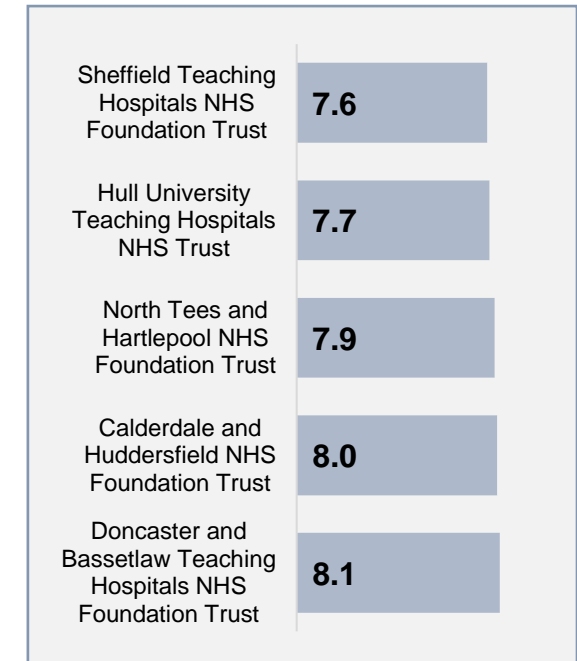 Sheffield Teaching
Hospitals NHS
Foundation Trust
7.6
Hull University
Teaching Hospitals
NHS Trust
7.7
North Tees and
Hartlepool NHS
Foundation Trust
7.9
Calderdale and
Huddersfield NHS
Foundation Trust
8.0
Doncaster and
Bassetlaw Teaching
Hospitals NHS
Foundation Trust
8.1